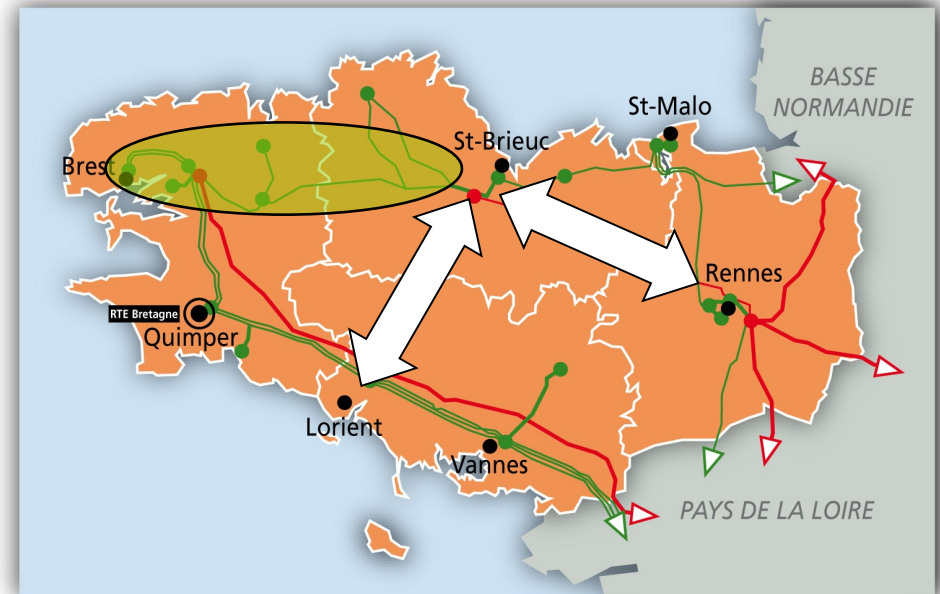 BASSE
NORMANDIE
St-Malo
St-Brieuc
Brest
Rennes
RTE Bretagne
Quimper
Lorient
Vannes
PAYS DE LA LOIRE